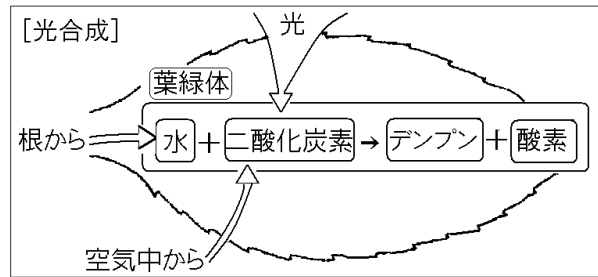 [光合成]
光
葉緑体
根から
水+二酸化炭素→デンプン+酸素
空気中から